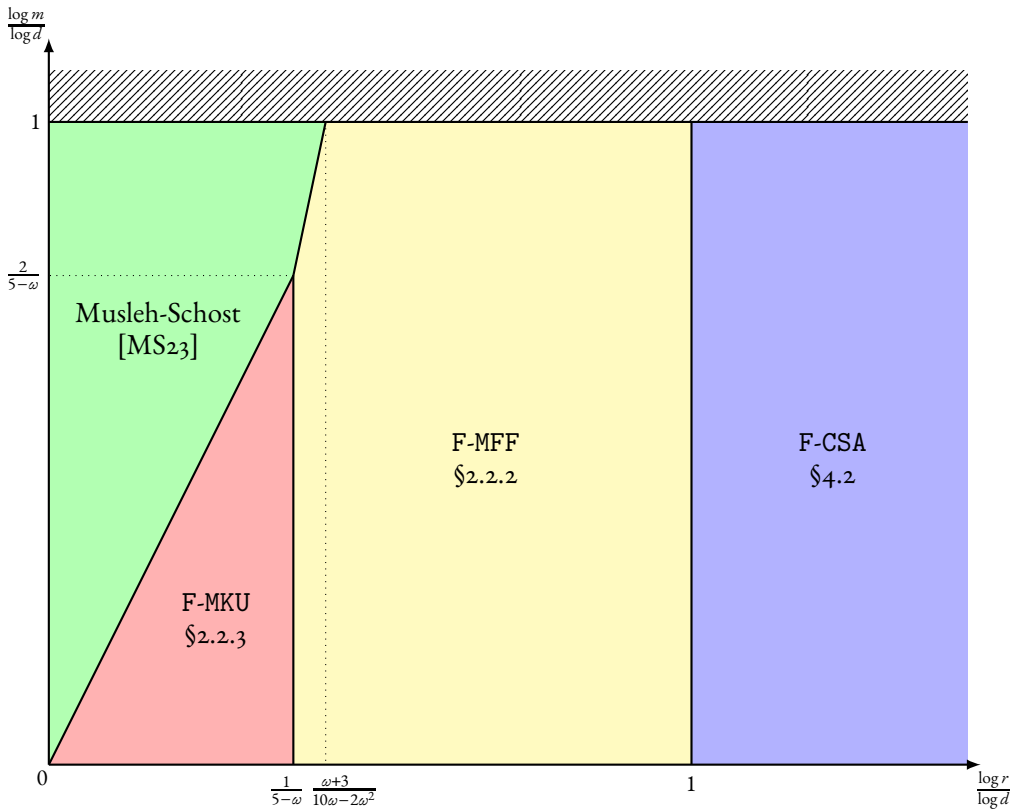 log m
log d
1
2
5−ω
Musleh-Schost
[MS23]
F-MFF
§2.2.2
F-CSA
§4.2
F-MKU
§2.2.3
0
1
5−ω
ω+3
10ω−2ω²
1
log r
log d